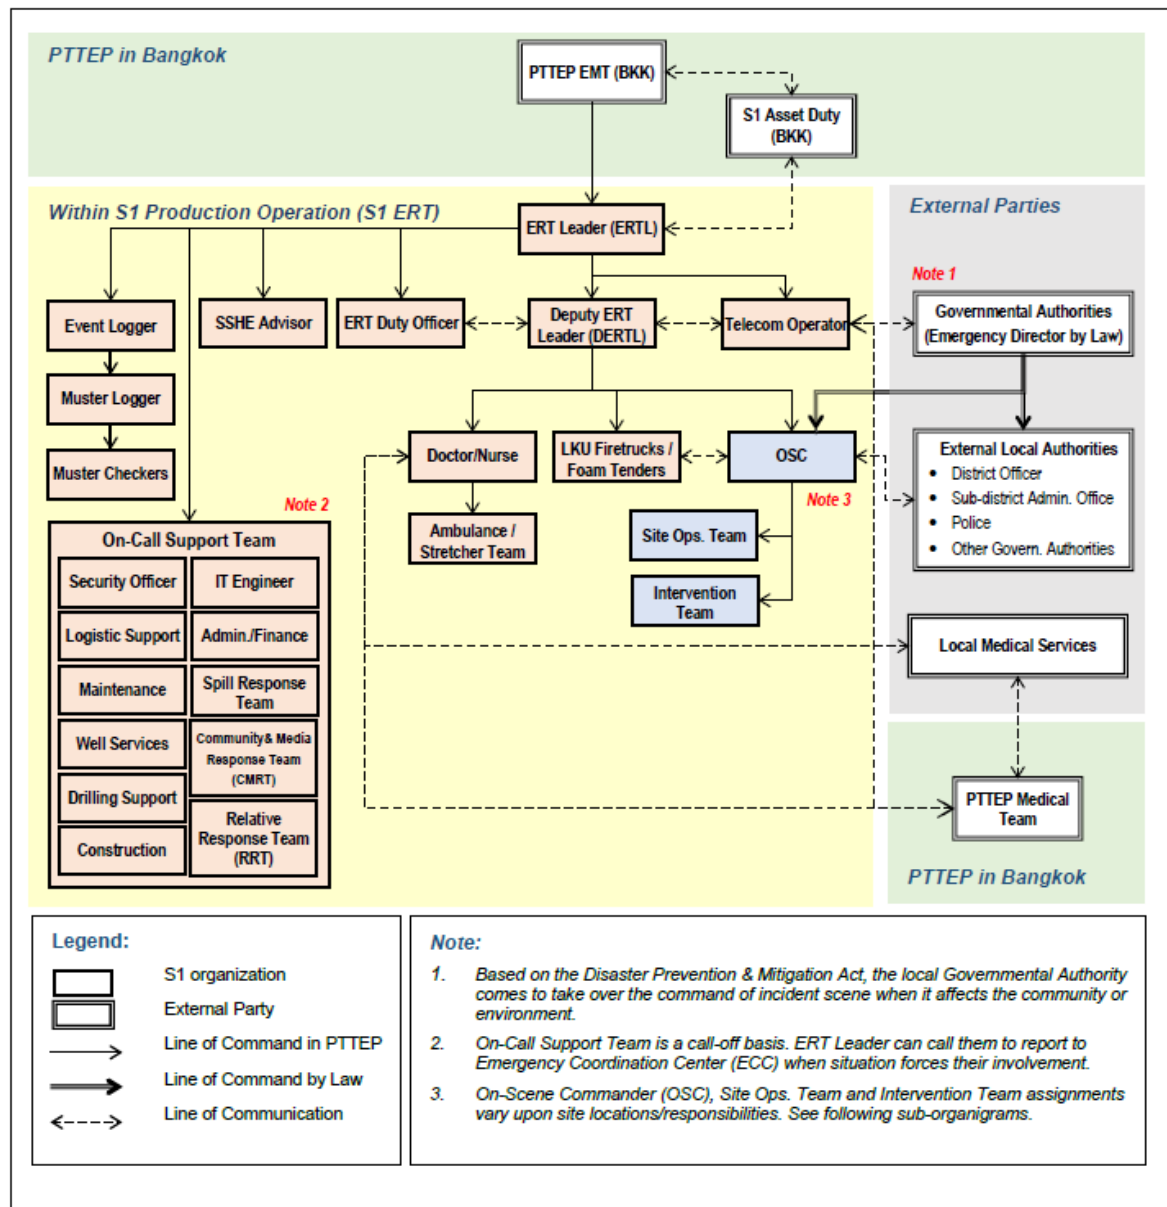 PTTEP in Bangkok
PTTEP EMT (BKK)
S1 Asset Duty
(BKK)
Within S1 Production Operation (S1 ERT)
ERT Leader (ERTL)
External Parties
Note 1
Event Logger
SSHE Advisor
ERT Duty Officer
Deputy ERT
Leader (DERTL)
Telecom Operator
Governmental Authorities
(Emergency Director by Law)
Muster Logger
Muster Checkers
Doctor/Nurse
LKU Firetrucks /
Foam Tenders
OSC
External Local Authorities
• District Officer
• Sub-district Admin. Office
• Police
• Other Govern. Authorities
Note 2
Note 3
Ambulance /
Stretcher Team
Site Ops. Team
Intervention
Team
On-Call Support Team
Security Officer
IT Engineer
Logistic Support
Admin./Finance
Maintenance
Spill Response
Team
Well Services
Community& Media
Response Team
(CMRT)
Drilling Support
Relative
Response Team
(RRT)
Construction
Local Medical Services
PTTEP Medical
Team
PTTEP in Bangkok
Legend:
S1 organization
External Party
Line of Command in PTTEP
Line of Command by Law
Line of Communication
Note:
1. Based on the Disaster Prevention & Mitigation Act, the local Governmental Authority
comes to take over the command of incident scene when it affects the community or
environment.
2. On-Call Support Team is a call-off basis. ERT Leader can call them to report to
Emergency Coordination Center (ECC) when situation forces their involvement.
3. On-Scene Commander (OSC), Site Ops. Team and Intervention Team assignments
vary upon site locations/responsibilities. See following sub-organigrams.